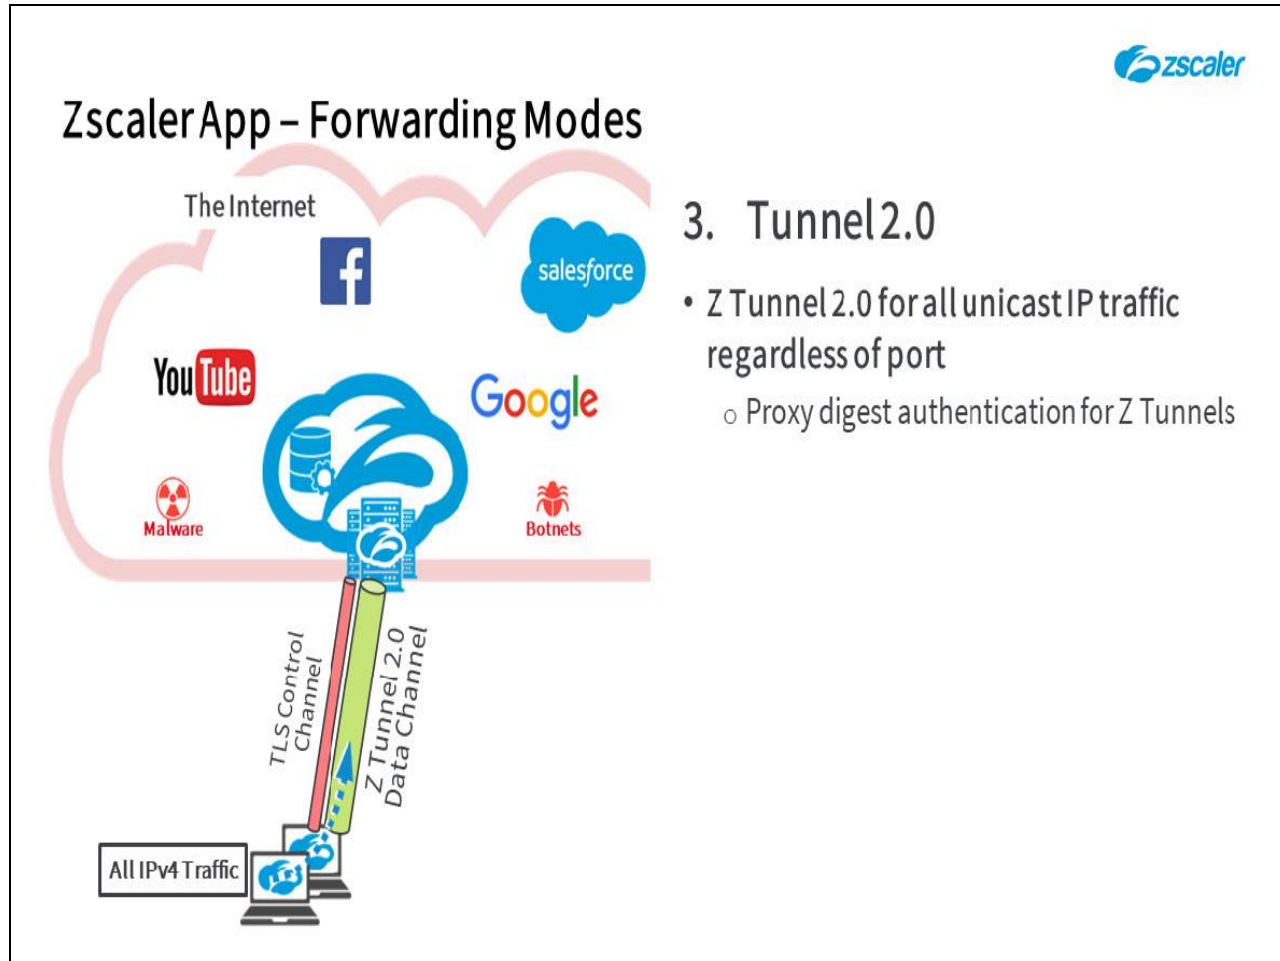 zscaler
Zscaler App – Forwarding Modes
The Internet
salesforce
YouTube
Google
Malware
Botnets
TLS Control
Channel
Z Tunnel 2.0
Data Channel
All IPv4 Traffic
3. Tunnel 2.0
• Z Tunnel 2.0 for all unicast IP traffic
regardless of port
o Proxy digest authentication for Z Tunnels